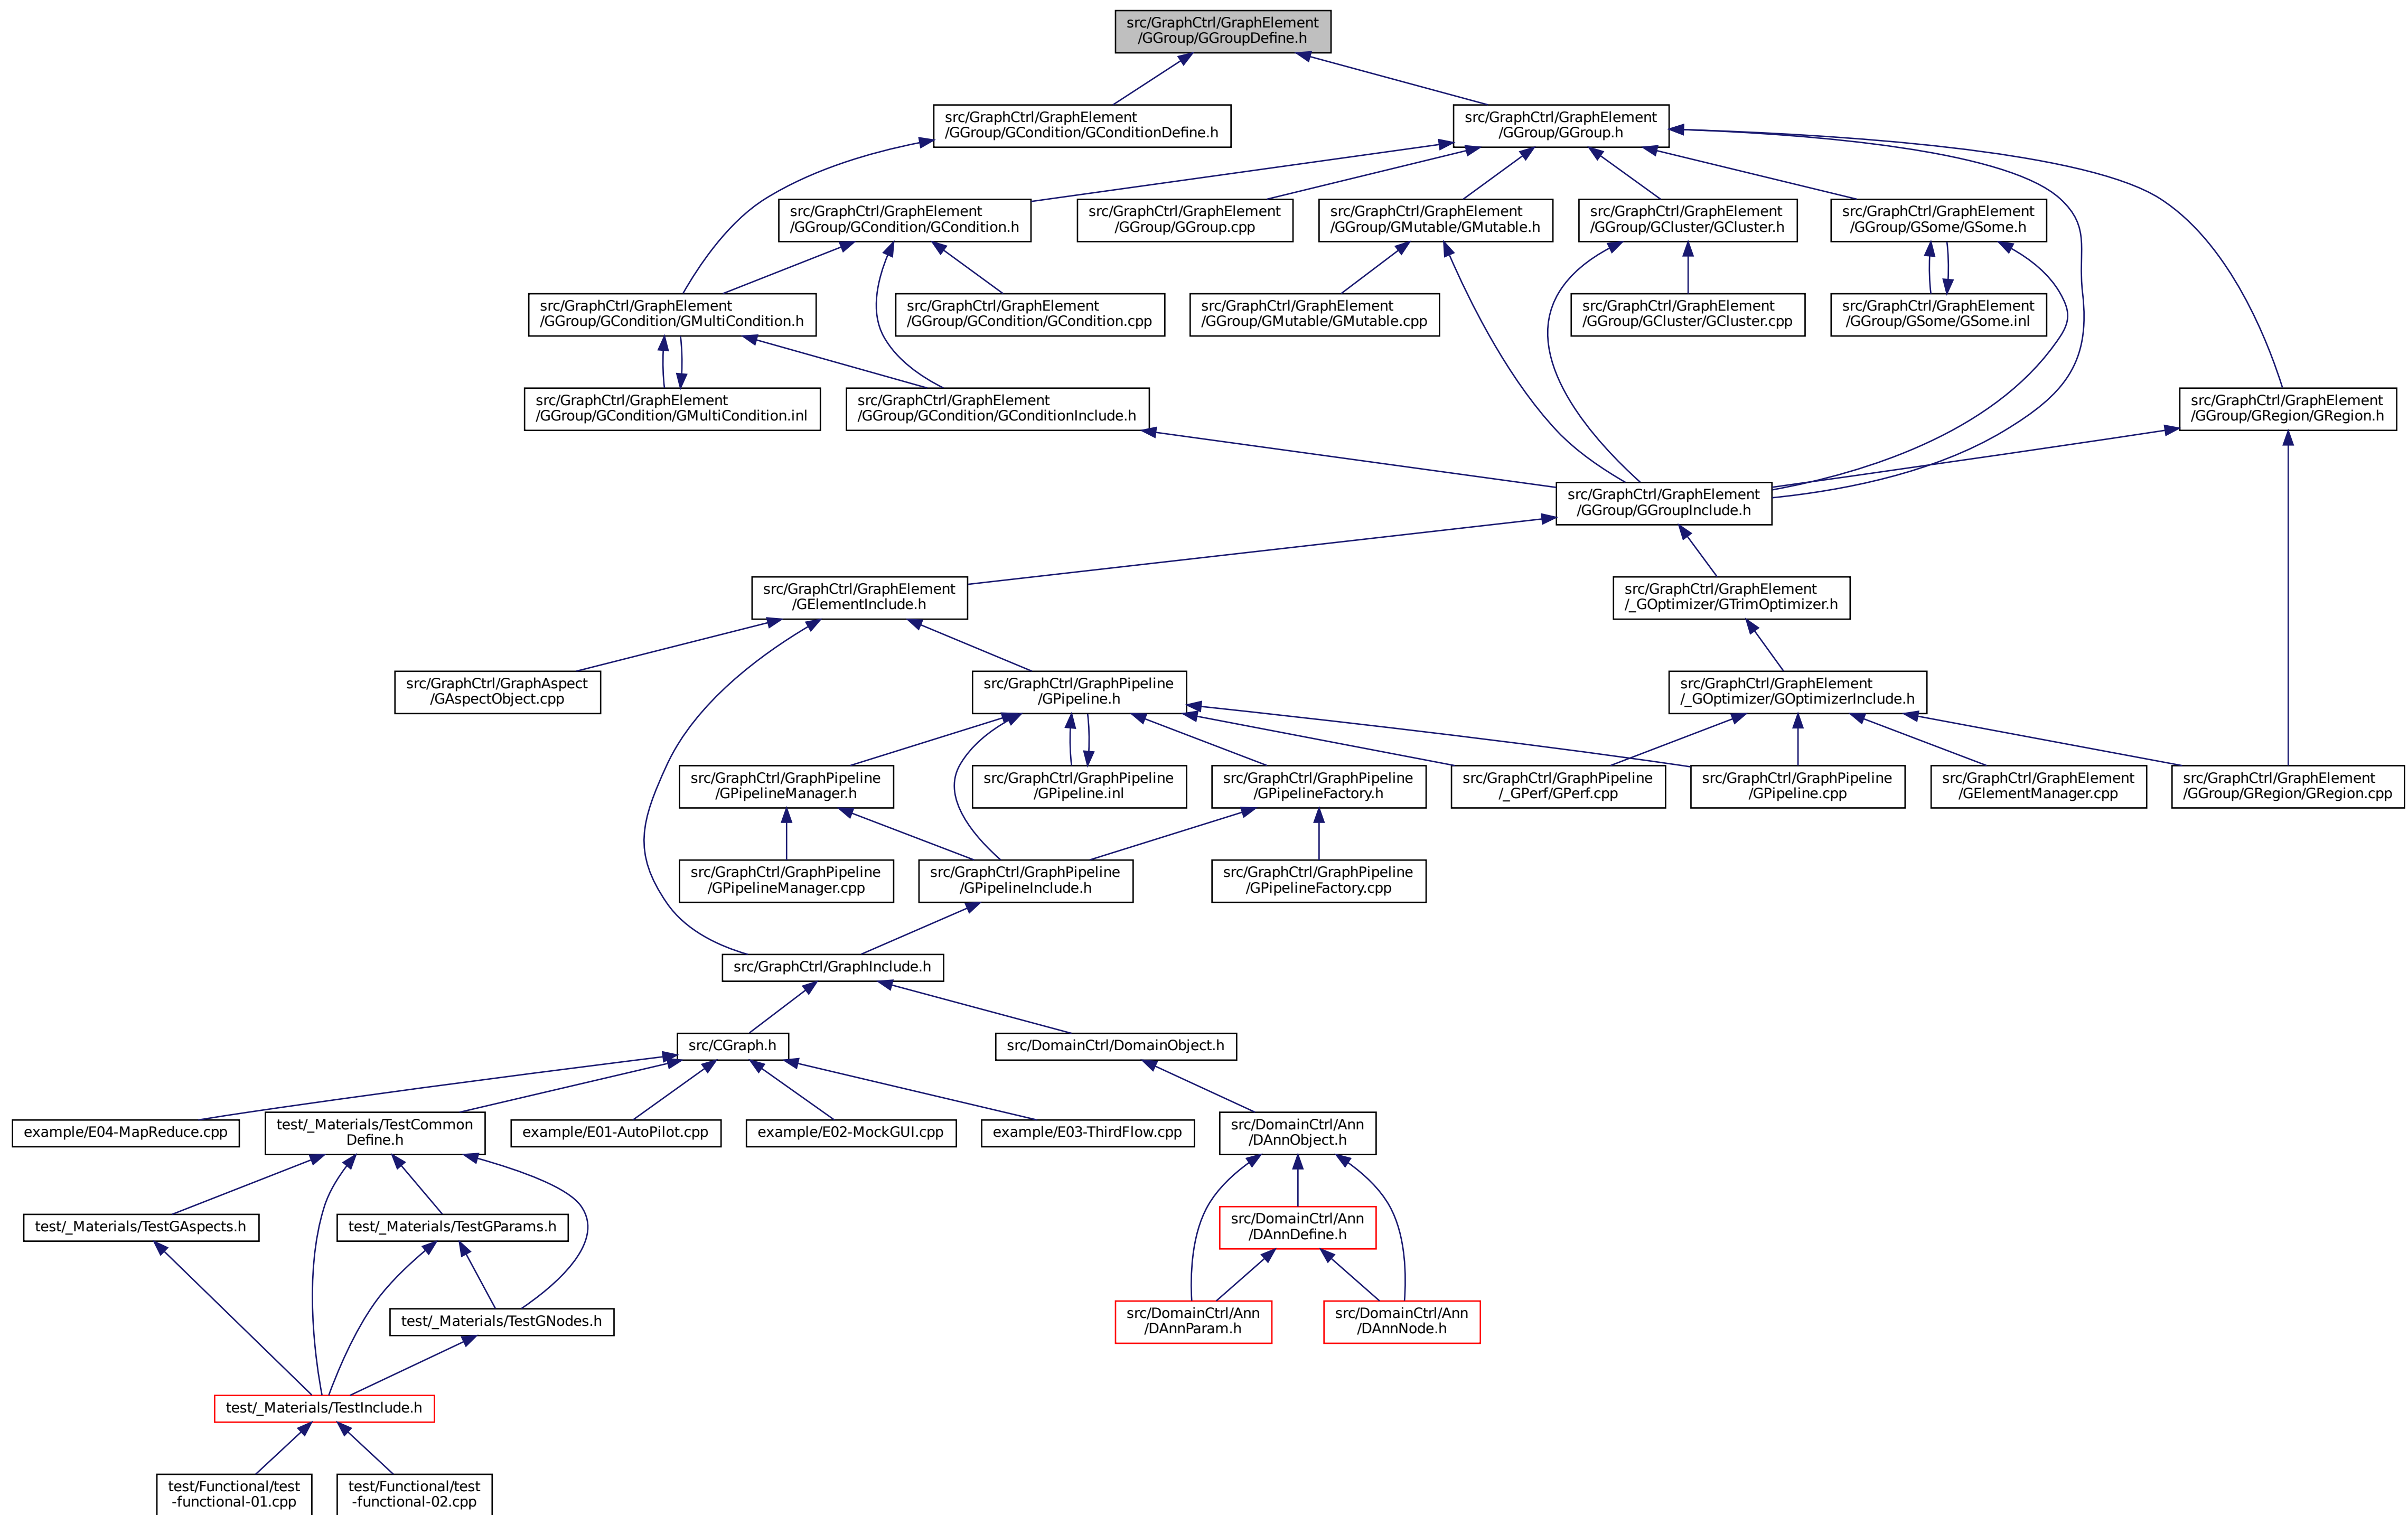 src/GraphCtrl/GraphElement
/GGroup/GGroupDefine.h
src/GraphCtrl/GraphElement
/GGroup/GCondition/GConditionDefine.h
src/GraphCtrl/GraphElement
/GGroup/GGroup.h
src/GraphCtrl/GraphElement
/GGroup/GCondition/GCondition.h
src/GraphCtrl/GraphElement
/GGroup/GGroup.cpp
src/GraphCtrl/GraphElement
/GGroup/GMutable/GMutable.h
src/GraphCtrl/GraphElement
/GGroup/GCluster/GCluster.h
src/GraphCtrl/GraphElement
/GGroup/GSome/GSome.h
src/GraphCtrl/GraphElement
/GGroup/GCondition/GMultiCondition.h
src/GraphCtrl/GraphElement
/GGroup/GCondition/GCondition.cpp
src/GraphCtrl/GraphElement
/GGroup/GMutable/GMutable.cpp
src/GraphCtrl/GraphElement
/GGroup/GCluster/GCluster.cpp
src/GraphCtrl/GraphElement
/GGroup/GSome/GSome.inl
src/GraphCtrl/GraphElement
/GGroup/GCondition/GMultiCondition.inl
src/GraphCtrl/GraphElement
/GGroup/GCondition/GConditionInclude.h
src/GraphCtrl/GraphElement
/GGroup/GRegion/GRegion.h
src/GraphCtrl/GraphElement
/GGroup/GGroupInclude.h
src/GraphCtrl/GraphElement
/GElementInclude.h
src/GraphCtrl/GraphElement
/_GOptimizer/GTrimOptimizer.h
src/GraphCtrl/GraphAspect
/GAspectObject.cpp
src/GraphCtrl/GraphPipeline
/GPipeline.h
src/GraphCtrl/GraphElement
/_GOptimizer/GOptimizerInclude.h
src/GraphCtrl/GraphPipeline
/GPipelineManager.h
src/GraphCtrl/GraphPipeline
/GPipeline.inl
src/GraphCtrl/GraphPipeline
/GPipelineFactory.h
src/GraphCtrl/GraphPipeline
/_GPerf/GPerf.cpp
src/GraphCtrl/GraphPipeline
/GPipeline.cpp
src/GraphCtrl/GraphElement
/GElementManager.cpp
src/GraphCtrl/GraphElement
/GGroup/GRegion/GRegion.cpp
src/GraphCtrl/GraphPipeline
/GPipelineManager.cpp
src/GraphCtrl/GraphPipeline
/GPipelineInclude.h
src/GraphCtrl/GraphPipeline
/GPipelineFactory.cpp
src/GraphCtrl/GraphInclude.h
src/CGraph.h
src/DomainCtrl/DomainObject.h
example/E04-MapReduce.cpp
test/_Materials/TestCommon
Define.h
example/E01-AutoPilot.cpp
example/E02-MockGUI.cpp
example/E03-ThirdFlow.cpp
src/DomainCtrl/Ann
/DAnnObject.h
test/_Materials/TestGAspects.h
test/_Materials/TestGParams.h
src/DomainCtrl/Ann
/DAnnDefine.h
test/_Materials/TestGNodes.h
src/DomainCtrl/Ann
/DAnnParam.h
src/DomainCtrl/Ann
/DAnnNode.h
test/_Materials/TestInclude.h
test/Functional/test
-functional-01.cpp
test/Functional/test
-functional-02.cpp